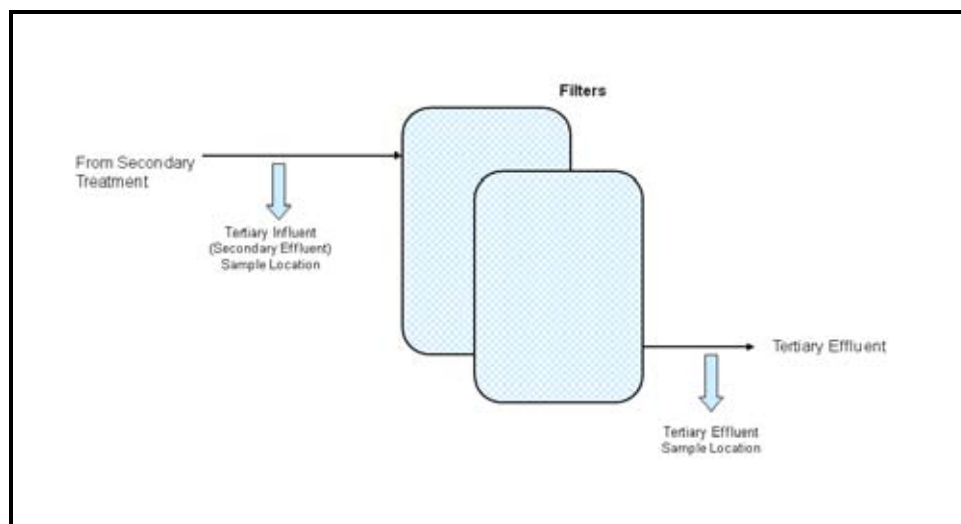 Filters
From Secondary
Treatment
Tertiary Influent
(Secondary Effluent)
Sample Location
Tertiary Effluent
Tertiary Effluent
Sample Location